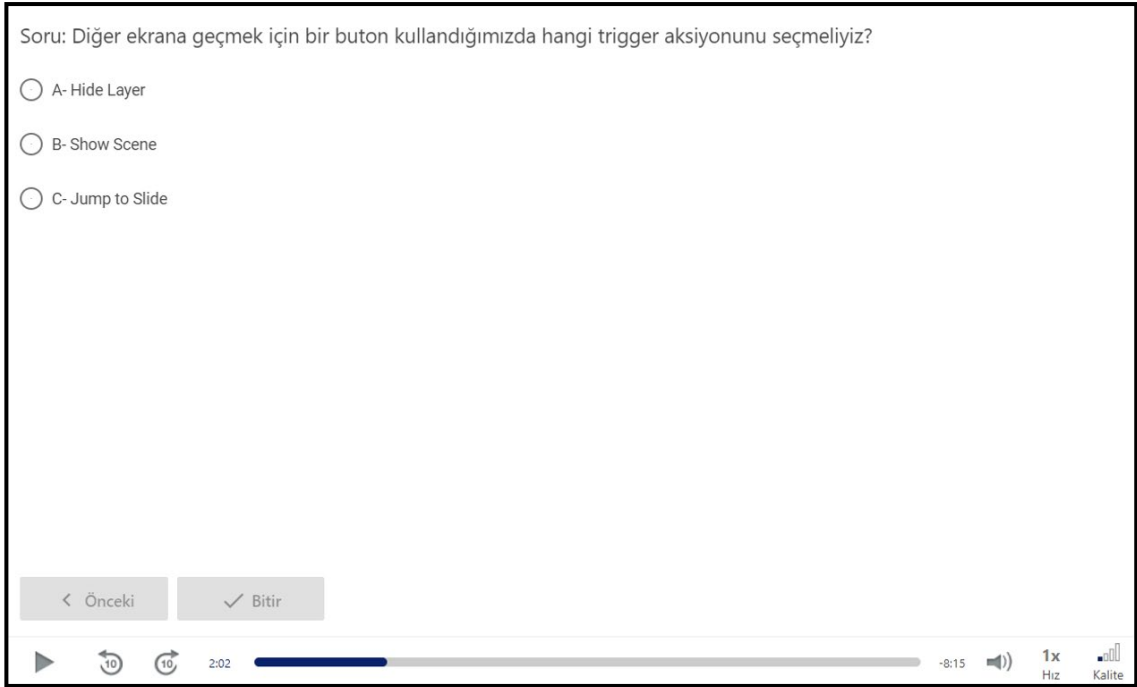 Soru: Diğer ekrana geçmek için bir buton kullandığımızda hangi trigger aksiyonunu seçmeliyiz?
A- Hide Layer
B- Show Scene
C- Jump to Slide
Önceki
Bitir
10
10
2:02
-8:15
1x
Hız
Kalite